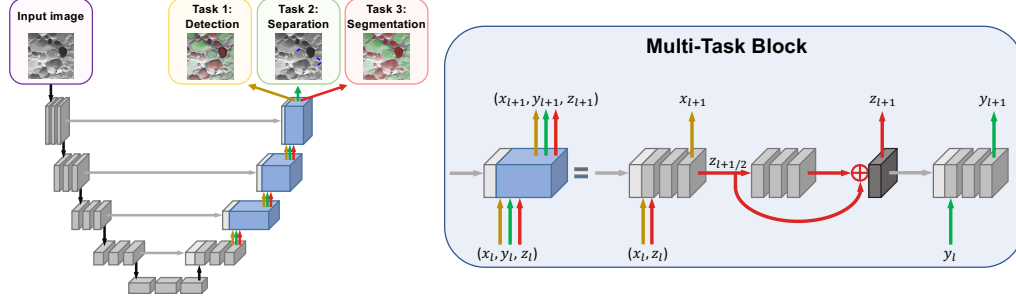 Input image
Task 1:
Detection
Task 2:
Separation
Task 3:
Segmentation
Multi-Task Block
(x_{l+1}, y_{l+1}, z_{l+1})
x_{l+1}
z_{l+1}
y_{l+1}
z_{l+1/2}
=
(x_l, y_l, z_l)
(x_l, z_l)
y_l